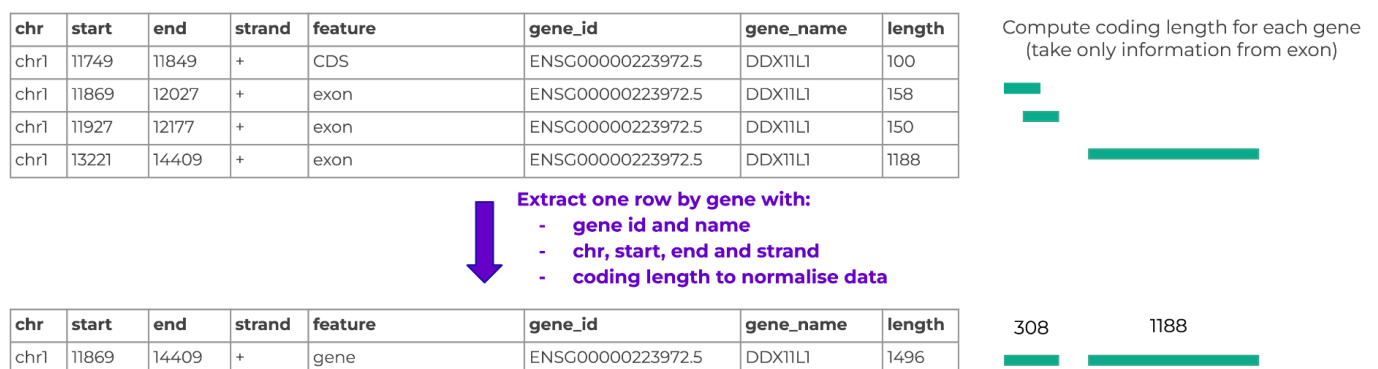 chr start end strand feature gene_id gene_name length
chr1 11749 11849 + CDS ENSG00000223972.5 DDX11L1 100
chr1 11869 12027 + exon ENSG00000223972.5 DDX11L1 158
chr1 11927 12177 + exon ENSG00000223972.5 DDX11L1 150
chr1 13221 14409 + exon ENSG00000223972.5 DDX11L1 1188
Compute coding length for each gene
(take only information from exon)
Extract one row by gene with:
- gene id and name
- chr, start, end and strand
- coding length to normalise data
chr start end strand feature gene_id gene_name length
chr1 11869 14409 + gene ENSG00000223972.5 DDX11L1 1496
308 1188